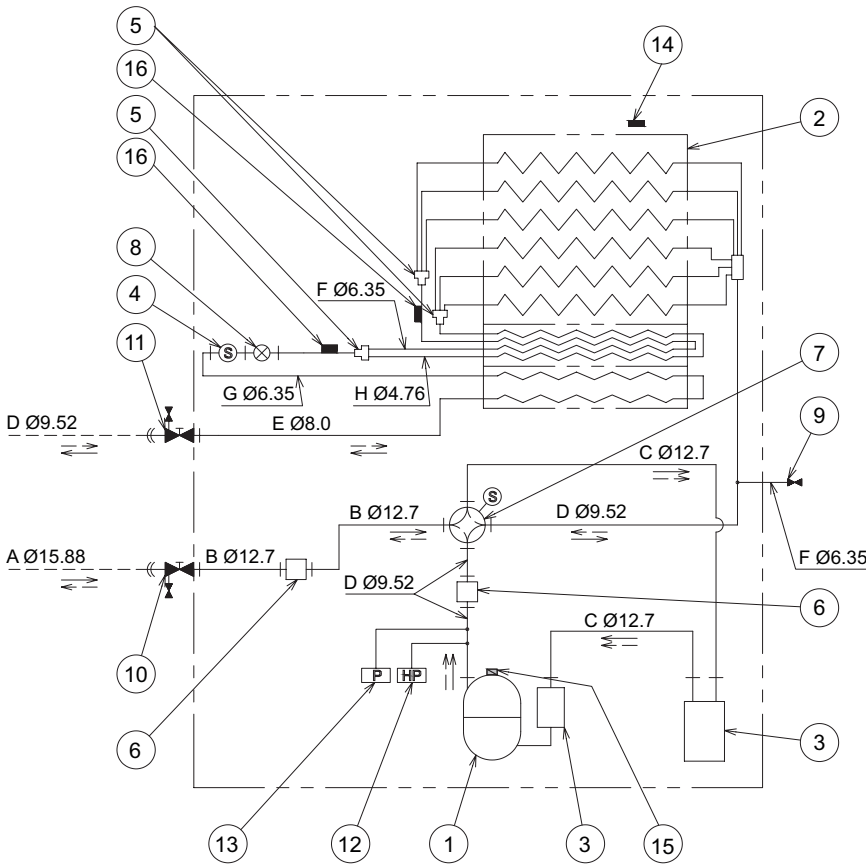 5
14
16
2
5
16
8
F Ø6.35
4
S
11
7
G Ø6.35
H Ø4.76
D Ø9.52
E Ø8.0
9
C Ø12.7
S
B Ø12.7
D Ø9.52
A Ø15.88
B Ø12.7
F Ø6.35
D Ø9.52
6
C Ø12.7
10
P
HP
6
3
13
12
1
3
15